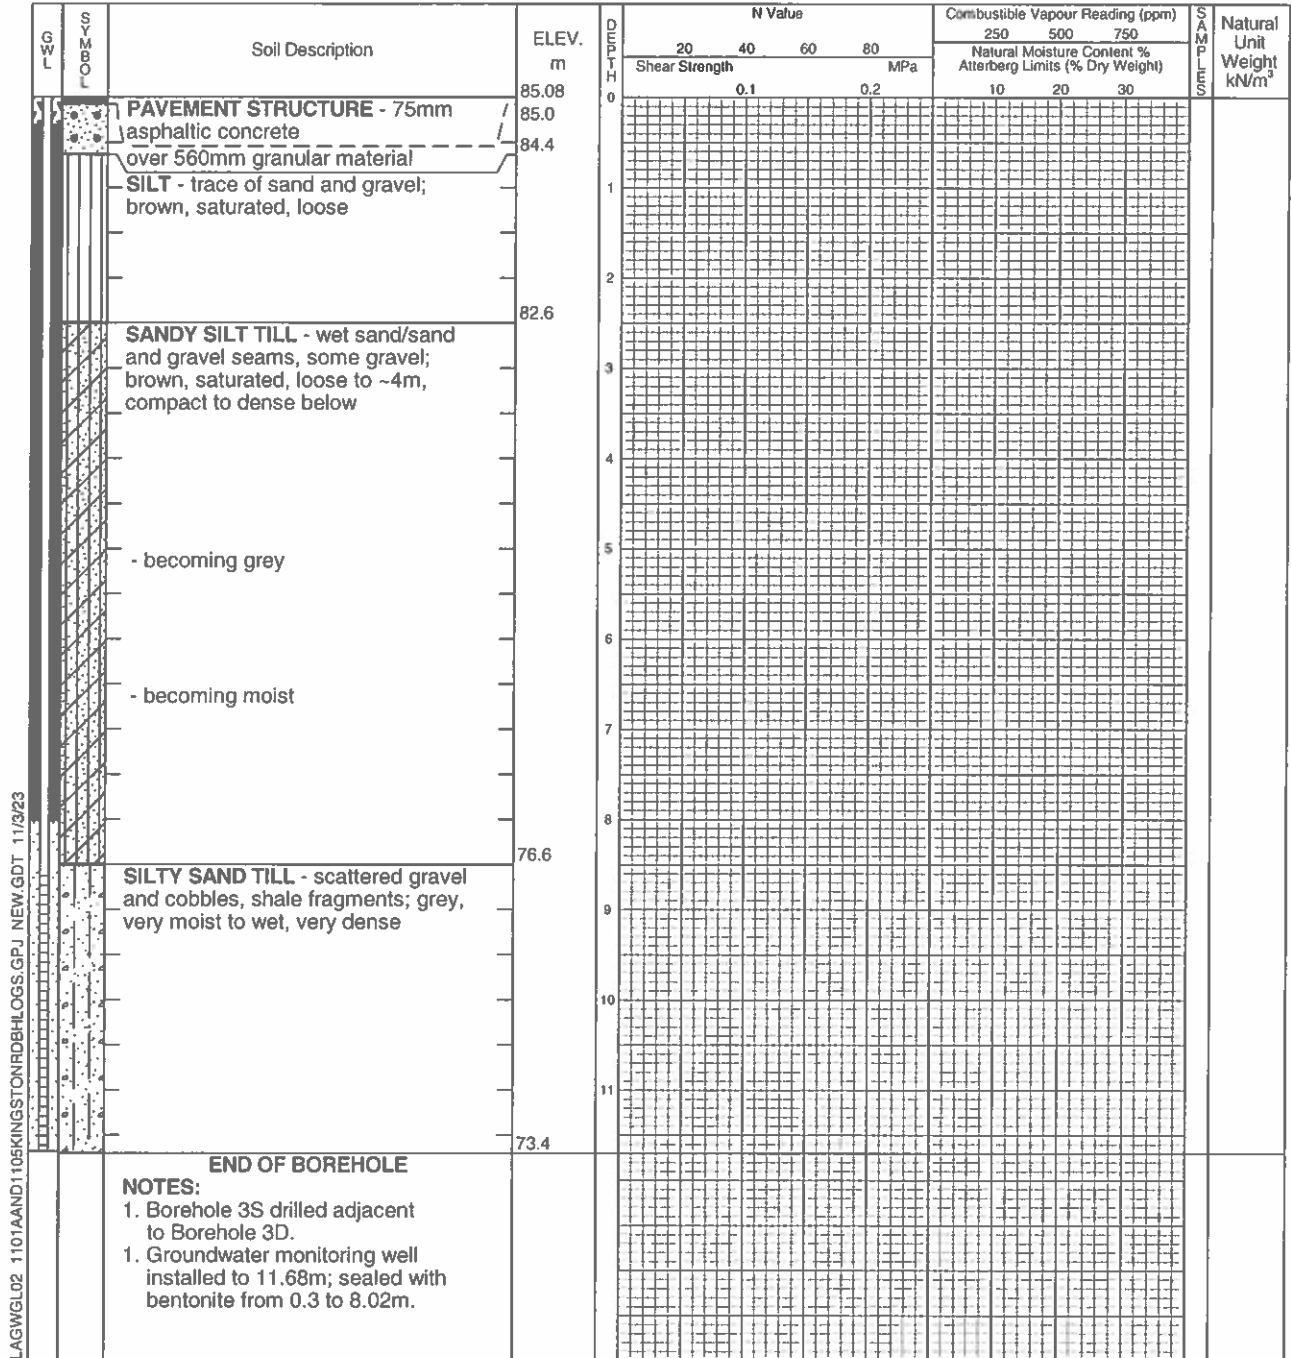 GWL
SYMBOL
Soil Description
ELEV.
m
DEPTH
N Value
20 40 60 80
Shear Strength MPa
0.1 0.2
Combustible Vapour Reading (ppm)
250 500 750
Natural Moisture Content %
Atterberg Limits (% Dry Weight)
10 20 30
SAMPLES
Natural
Unit
Weight
kN/m³
85.08
0
PAVEMENT STRUCTURE - 75mm
85.0
asphaltic concrete
84.4
over 560mm granular material
SILT - trace of sand and gravel;
1
brown, saturated, loose
2
82.6
SANDY SILT TILL - wet sand/sand
and gravel seams, some gravel;
3
brown, saturated, loose to ~4m,
compact to dense below
4
5
- becoming grey
6
- becoming moist
7
8
76.6
SILTY SAND TILL - scattered gravel
and cobbles, shale fragments; grey,
9
very moist to wet, very dense
10
11
73.4
END OF BOREHOLE
NOTES:
1. Borehole 3S drilled adjacent
to Borehole 3D.
1. Groundwater monitoring well
installed to 11.68m; sealed with
bentonite from 0.3 to 8.02m.
LAGWGL02 1101AAND1105KINGSTONRDBHLOGS.GPJ NEW.GDT 11/3/23